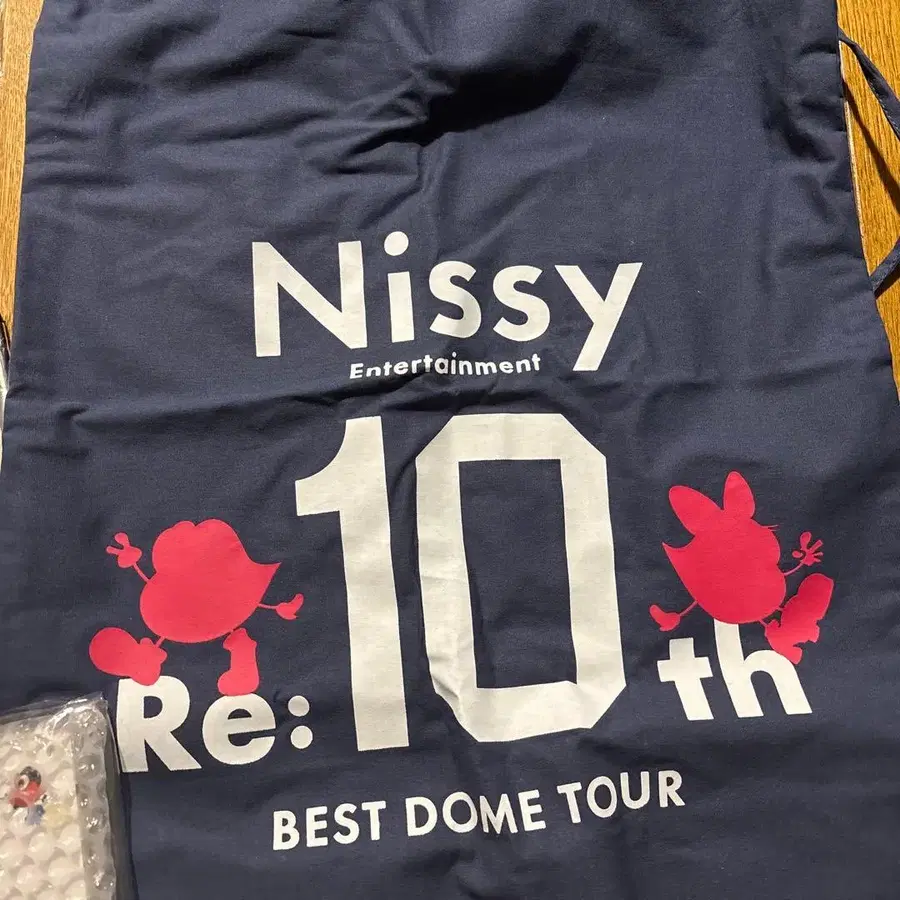 Nissy
Entertainment
Re: 10th
BEST DOME TOUR